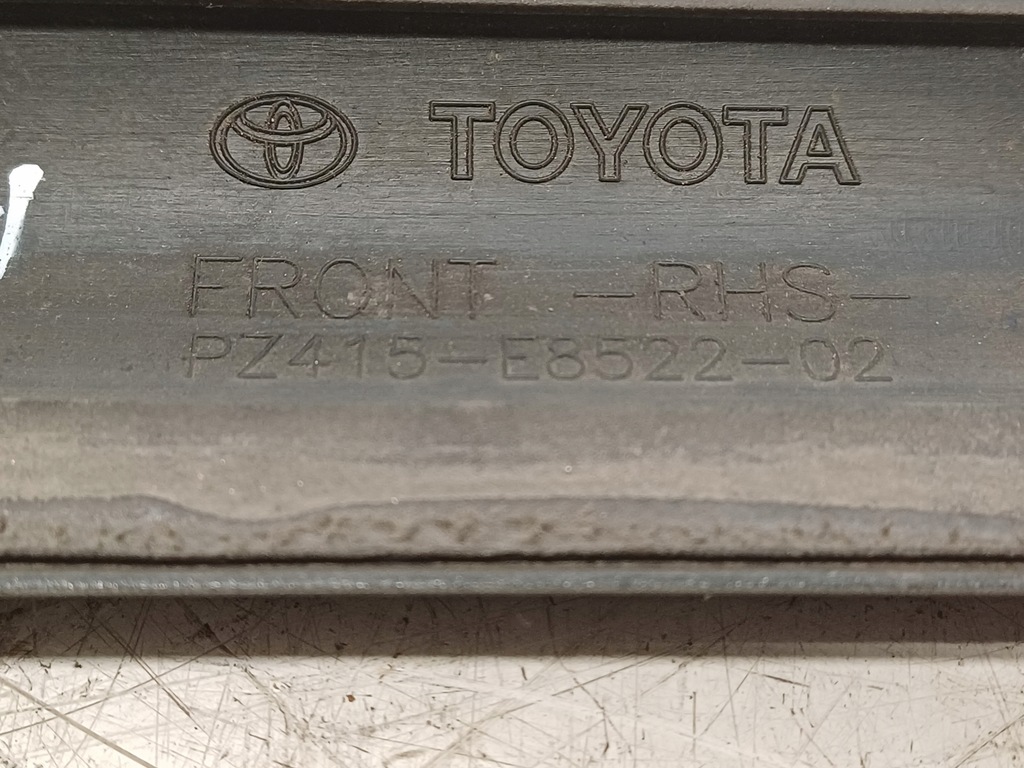 TOYOTA
FRONT -RHS-
PZ415-E8522-02